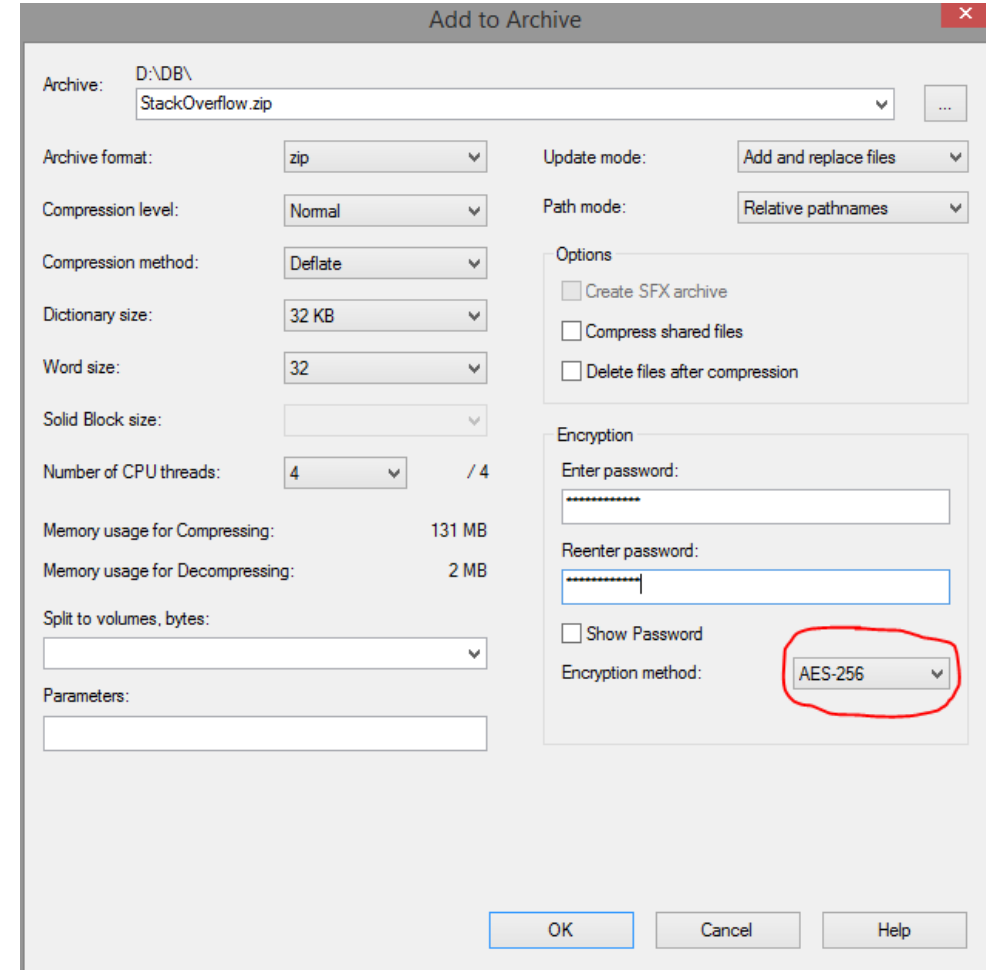 Add to Archive
Archive:
D:\DB\
StackOverflow.zip
...
Archive format:
zip
Compression level:
Normal
Compression method:
Deflate
Dictionary size:
32 KB
Word size:
32
Solid Block size:
Number of CPU threads:
4
/ 4
Memory usage for Compressing:
131 MB
Memory usage for Decompressing:
2 MB
Split to volumes, bytes:
Parameters:
Update mode:
Add and replace files
Path mode:
Relative pathnames
Options
Create SFX archive
Compress shared files
Delete files after compression
Encryption
Enter password:
************
Reenter password:
************
Show Password
Encryption method:
AES-256
OK
Cancel
Help